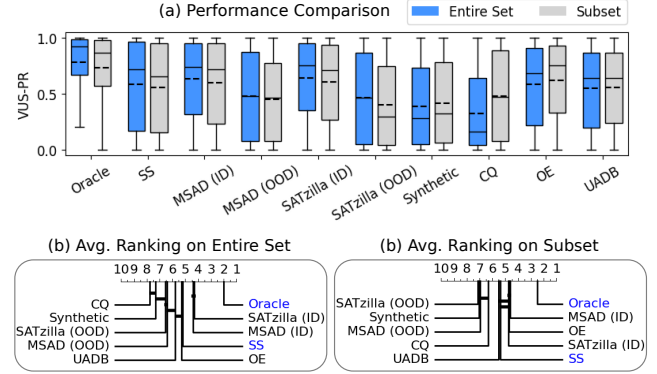 (a) Performance Comparison
Entire Set
Subset
VUS-PR
1.0
0.5
0.0
Oracle
SS
MSAD (ID)
MSAD (OOD)
SATzilla (ID)
SATzilla (OOD)
Synthetic
CQ
OE
UADB
(b) Avg. Ranking on Entire Set
10 9 8 7 6 5 4 3 2 1
CQ
Synthetic
SATzilla (OOD)
MSAD (OOD)
UADB
Oracle
SATzilla (ID)
MSAD (ID)
SS
OE
(b) Avg. Ranking on Subset
10 9 8 7 6 5 4 3 2 1
SATzilla (OOD)
Synthetic
MSAD (OOD)
CQ
UADB
Oracle
MSAD (ID)
OE
SATzilla (ID)
SS